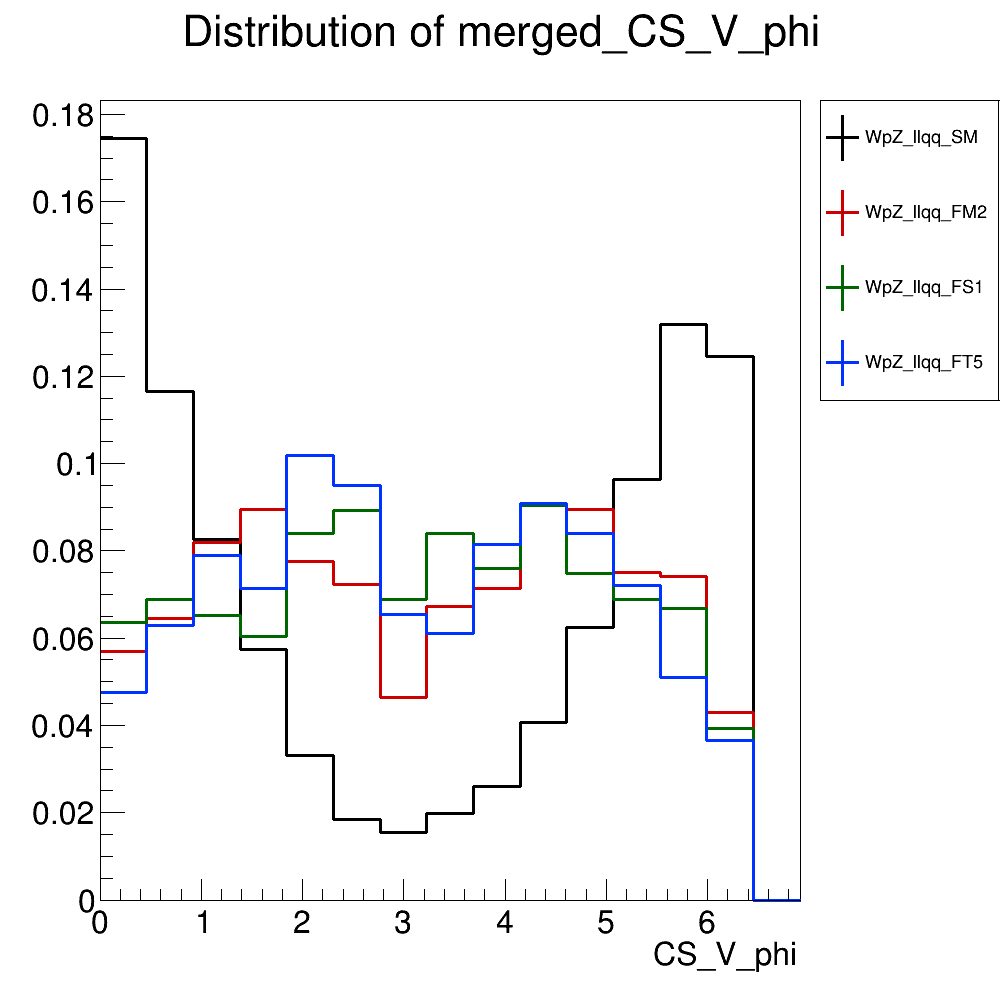 Distribution of merged_CS_V_phi
0.18
0.16
0.14
0.12
0.1
0.08
0.06
0.04
0.02
0
0 1 2 3 4 5 6
CS_V_phi
WpZ_llqq_SM
WpZ_llqq_FM2
WpZ_llqq_FS1
WpZ_llqq_FT5